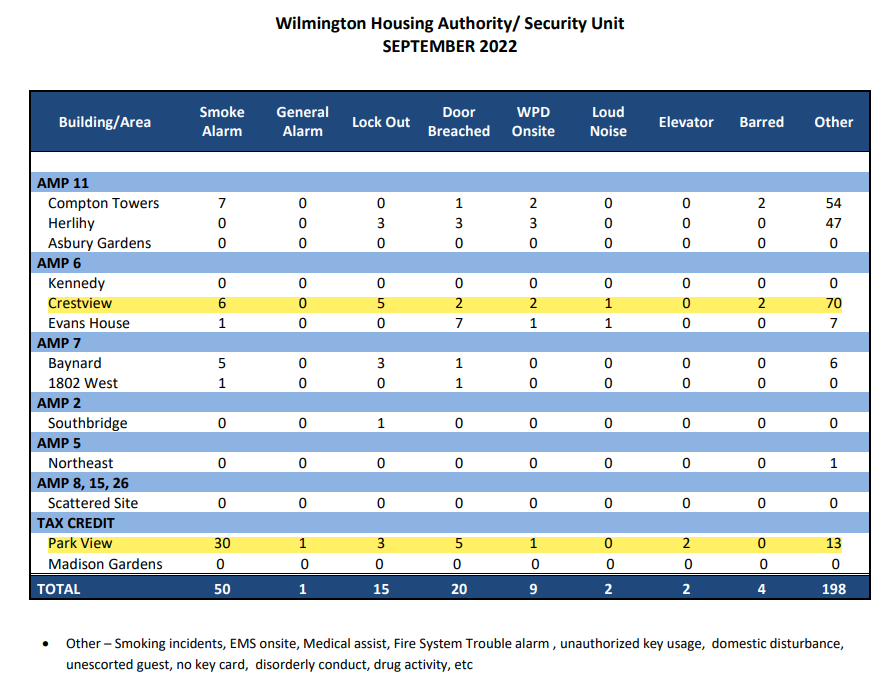 Wilmington Housing Authority/ Security Unit
SEPTEMBER 2022
Building/Area Smoke Alarm General Alarm Lock Out Door Breached WPD Onsite Loud Noise Elevator Barred Other
AMP 11
Compton Towers 7 0 0 1 2 0 0 2 54
Herlihy 0 0 3 3 3 0 0 0 47
Asbury Gardens 0 0 0 0 0 0 0 0 0
AMP 6
Kennedy 0 0 0 0 0 0 0 0 0
Crestview 6 0 5 2 2 1 0 2 70
Evans House 1 0 0 7 1 1 0 0 7
AMP 7
Baynard 5 0 3 1 0 0 0 0 6
1802 West 1 0 0 1 0 0 0 0 0
AMP 2
Southbridge 0 0 1 0 0 0 0 0 0
AMP 5
Northeast 0 0 0 0 0 0 0 0 1
AMP 8, 15, 26
Scattered Site 0 0 0 0 0 0 0 0 0
TAX CREDIT
Park View 30 1 3 5 1 0 2 0 13
Madison Gardens 0 0 0 0 0 0 0 0 0
TOTAL 50 1 15 20 9 2 2 4 198
• Other – Smoking incidents, EMS onsite, Medical assist, Fire System Trouble alarm , unauthorized key usage, domestic disturbance,
unescorted guest, no key card, disorderly conduct, drug activity, etc